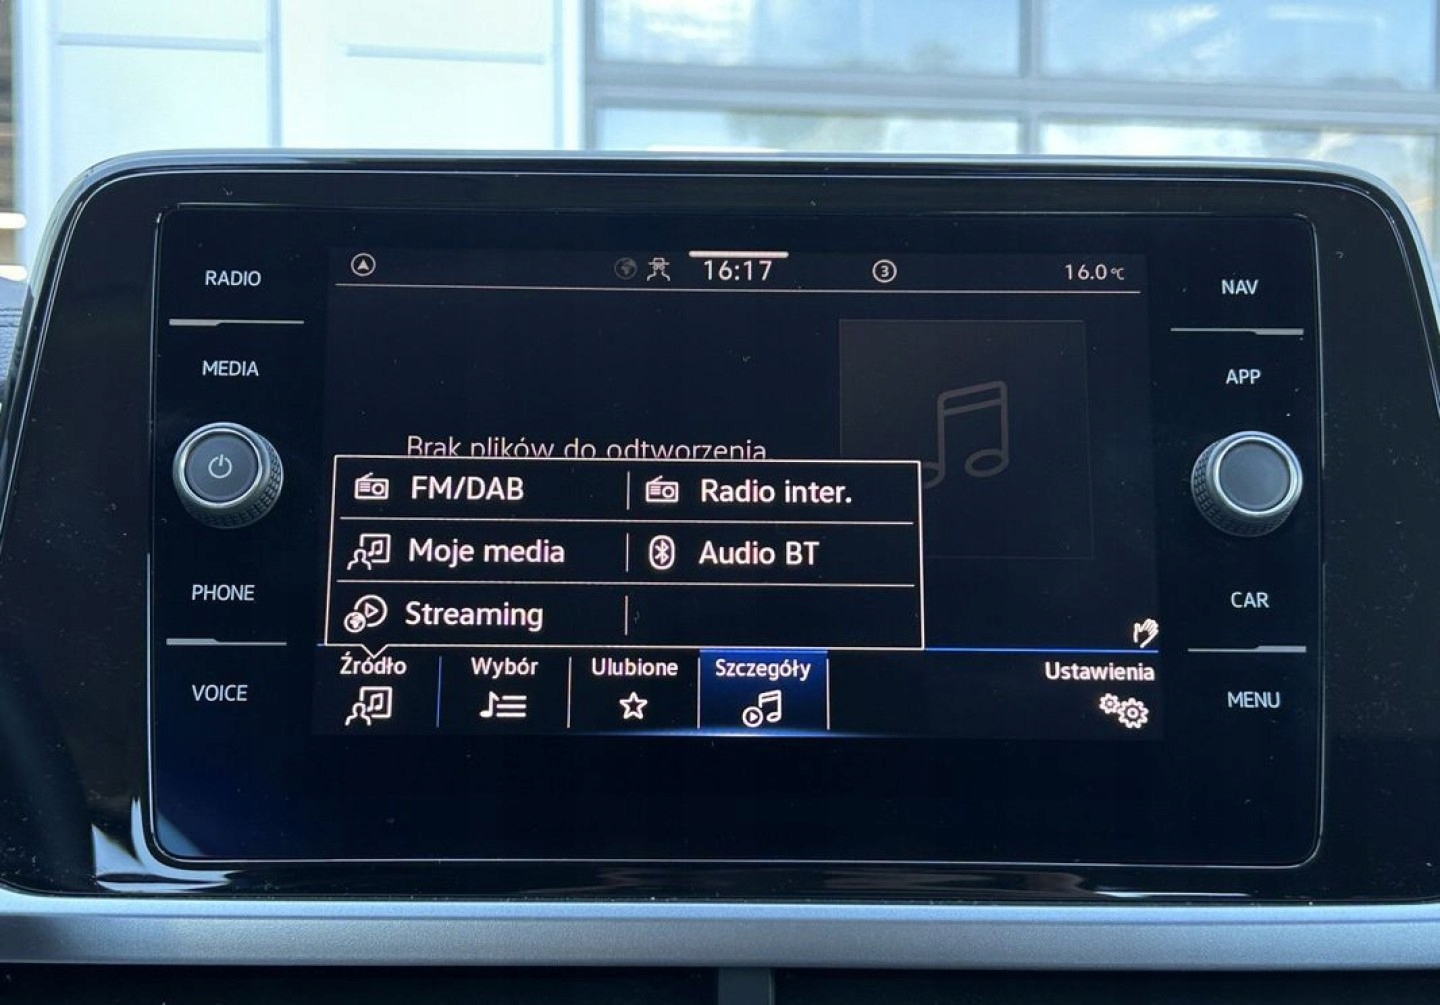 RADIO
MEDIA
PHONE
VOICE
16:17
3
16.0°C
Brak plików do odtworzenia.
FM/DAB
Radio inter.
Moje media
Audio BT
Streaming
Źródło
Wybór
Ulubione
Szczegóły
Ustawienia
NAV
APP
CAR
MENU